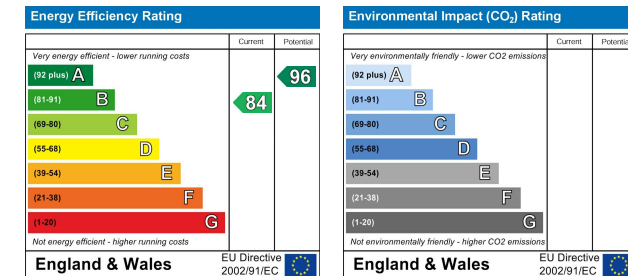 Energy Efficiency Rating
Current Potential
Very energy efficient - lower running costs
(92 plus) A
96
(81-91) B
84
(69-80) C
(55-68) D
(39-54) E
(21-38) F
(1-20) G
Not energy efficient - higher running costs
England & Wales
EU Directive
2002/91/EC
Environmental Impact (CO₂) Rating
Current Potential
Very environmentally friendly - lower CO2 emissions
(92 plus) A
(81-91) B
(69-80) C
(55-68) D
(39-54) E
(21-38) F
(1-20) G
Not environmentally friendly - higher CO2 emissions
England & Wales
EU Directive
2002/91/EC